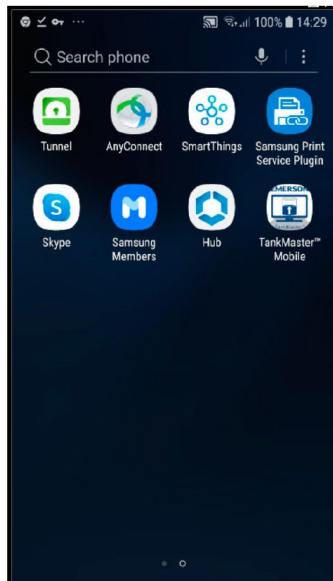 100% 14:29
Search phone
Tunnel
AnyConnect
SmartThings
Samsung Print
Service Plugin
S
EMERSON
Skype
Samsung
Members
Hub
TankMaster™
Mobile